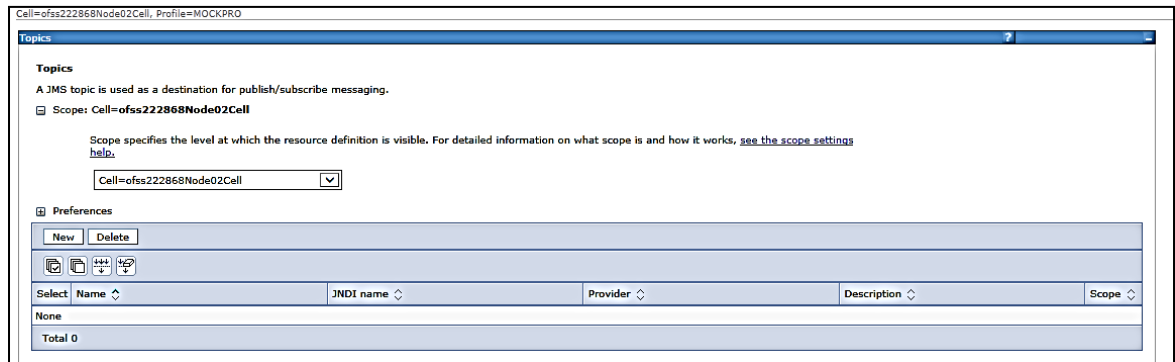 Cell=ofss222868Node02Cell, Profile=MOCKPRO
Topics ? -
Topics
A JMS topic is used as a destination for publish/subscribe messaging.
Scope: Cell=ofss222868Node02Cell
Scope specifies the level at which the resource definition is visible. For detailed information on what scope is and how it works, see the scope settings
help.
Cell=ofss222868Node02Cell
Preferences
New Delete
Select Name JNDI name Provider Description Scope
None
Total 0